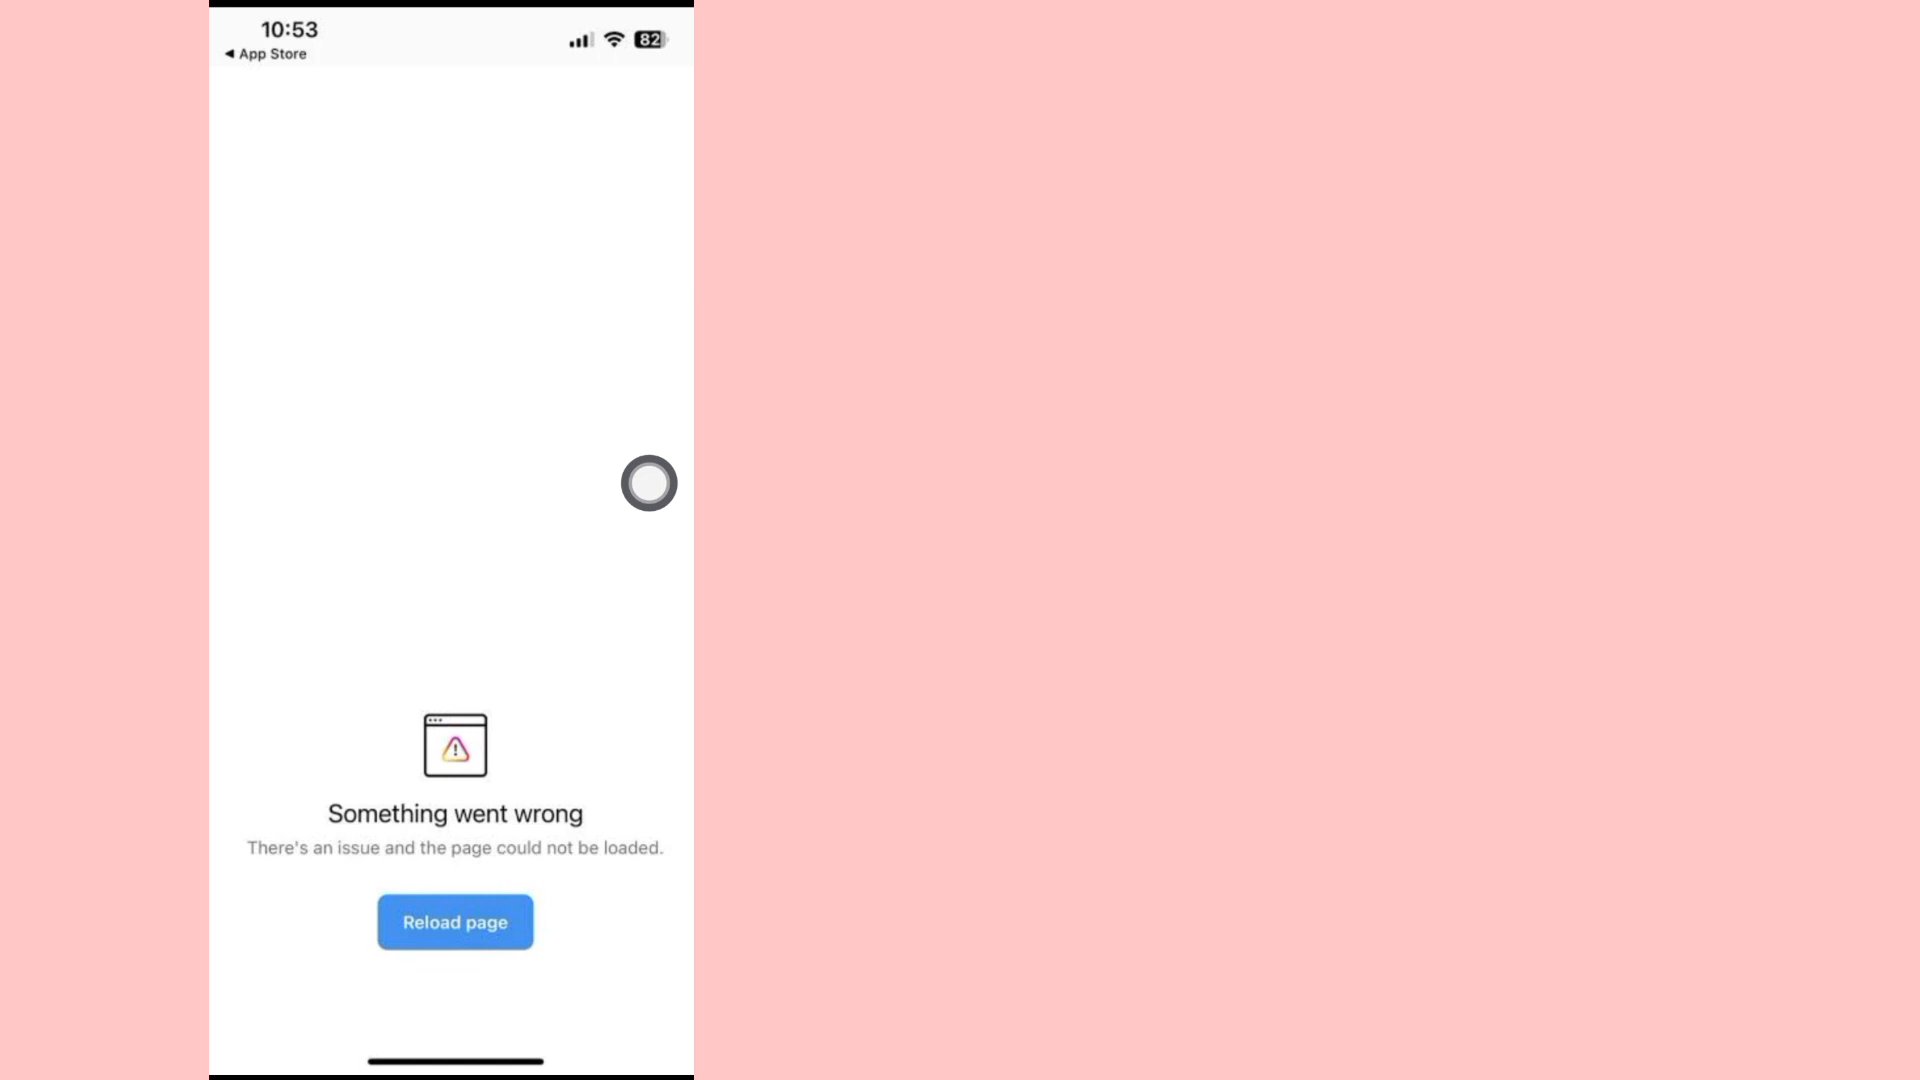 10:53
82
◀ App Store
Something went wrong
There's an issue and the page could not be loaded.
Reload page